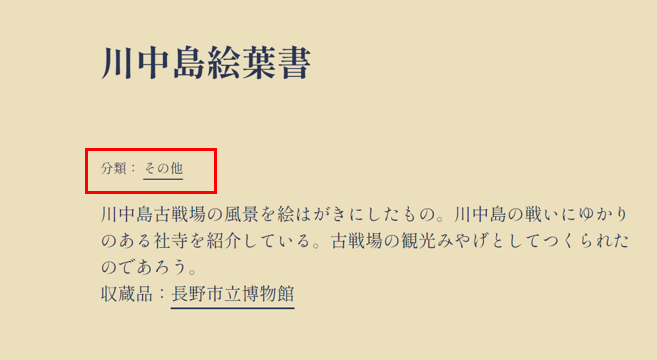 川中島絵葉書
分類： その他
川中島古戦場の風景を絵はがきにしたもの。川中島の戦いにゆかり
のある社寺を紹介している。古戦場の観光みやげとしてつくられた
のであろう。
収蔵品：長野市立博物館